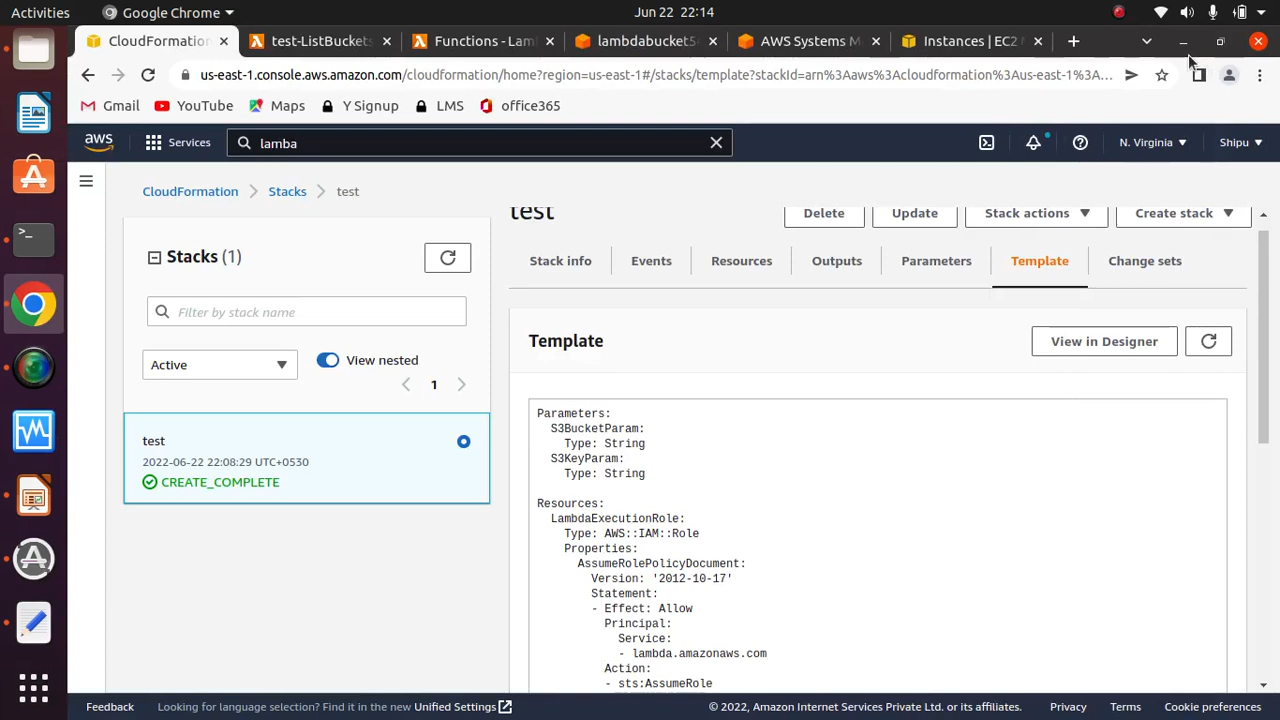 Activities
Google Chrome
Jun 22 22:14
CloudFormation
test-ListBuckets
Functions - Lam
lambdabucket5
AWS Systems M
Instances | EC2 M
us-east-1.console.aws.amazon.com/cloudformation/home?region=us-east-1#/stacks/template?stackId=arn%3Aaws%3Acloudformation%3Aus-east-1%3A...
Gmail
YouTube
Maps
Y Signup
LMS
office365
aws
Services
lamba
N. Virginia
Shipu
CloudFormation
Stacks
test
test
Delete
Update
Stack actions
Create stack
Stacks (1)
Stack info
Events
Resources
Outputs
Parameters
Template
Change sets
Filter by stack name
Active
View nested
1
test
2022-06-22 22:08:29 UTC+0530
CREATE_COMPLETE
Template
View in Designer
Parameters:
S3BucketParam:
Type: String
S3KeyParam:
Type: String
Resources:
LambdaExecutionRole:
Type: AWS::IAM::Role
Properties:
AssumeRolePolicyDocument:
Version: '2012-10-17'
Statement:
- Effect: Allow
Principal:
Service:
- lambda.amazonaws.com
Action:
- sts:AssumeRole
Feedback
Looking for language selection? Find it in the new Unified Settings
© 2022, Amazon Internet Services Private Ltd. or its affiliates.
Privacy
Terms
Cookie preferences